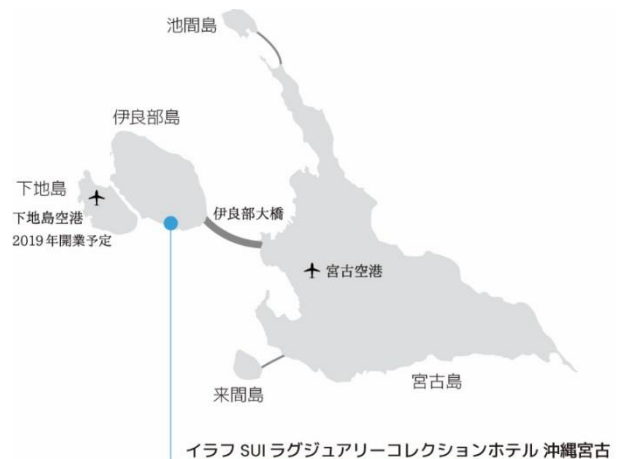 池間島
伊良部島
下地島
下地島空港
2019年開業予定
伊良部大橋
宮古空港
来間島
宮古島
イラフ SUI ラグジュアリーコレクションホテル 沖縄宮古